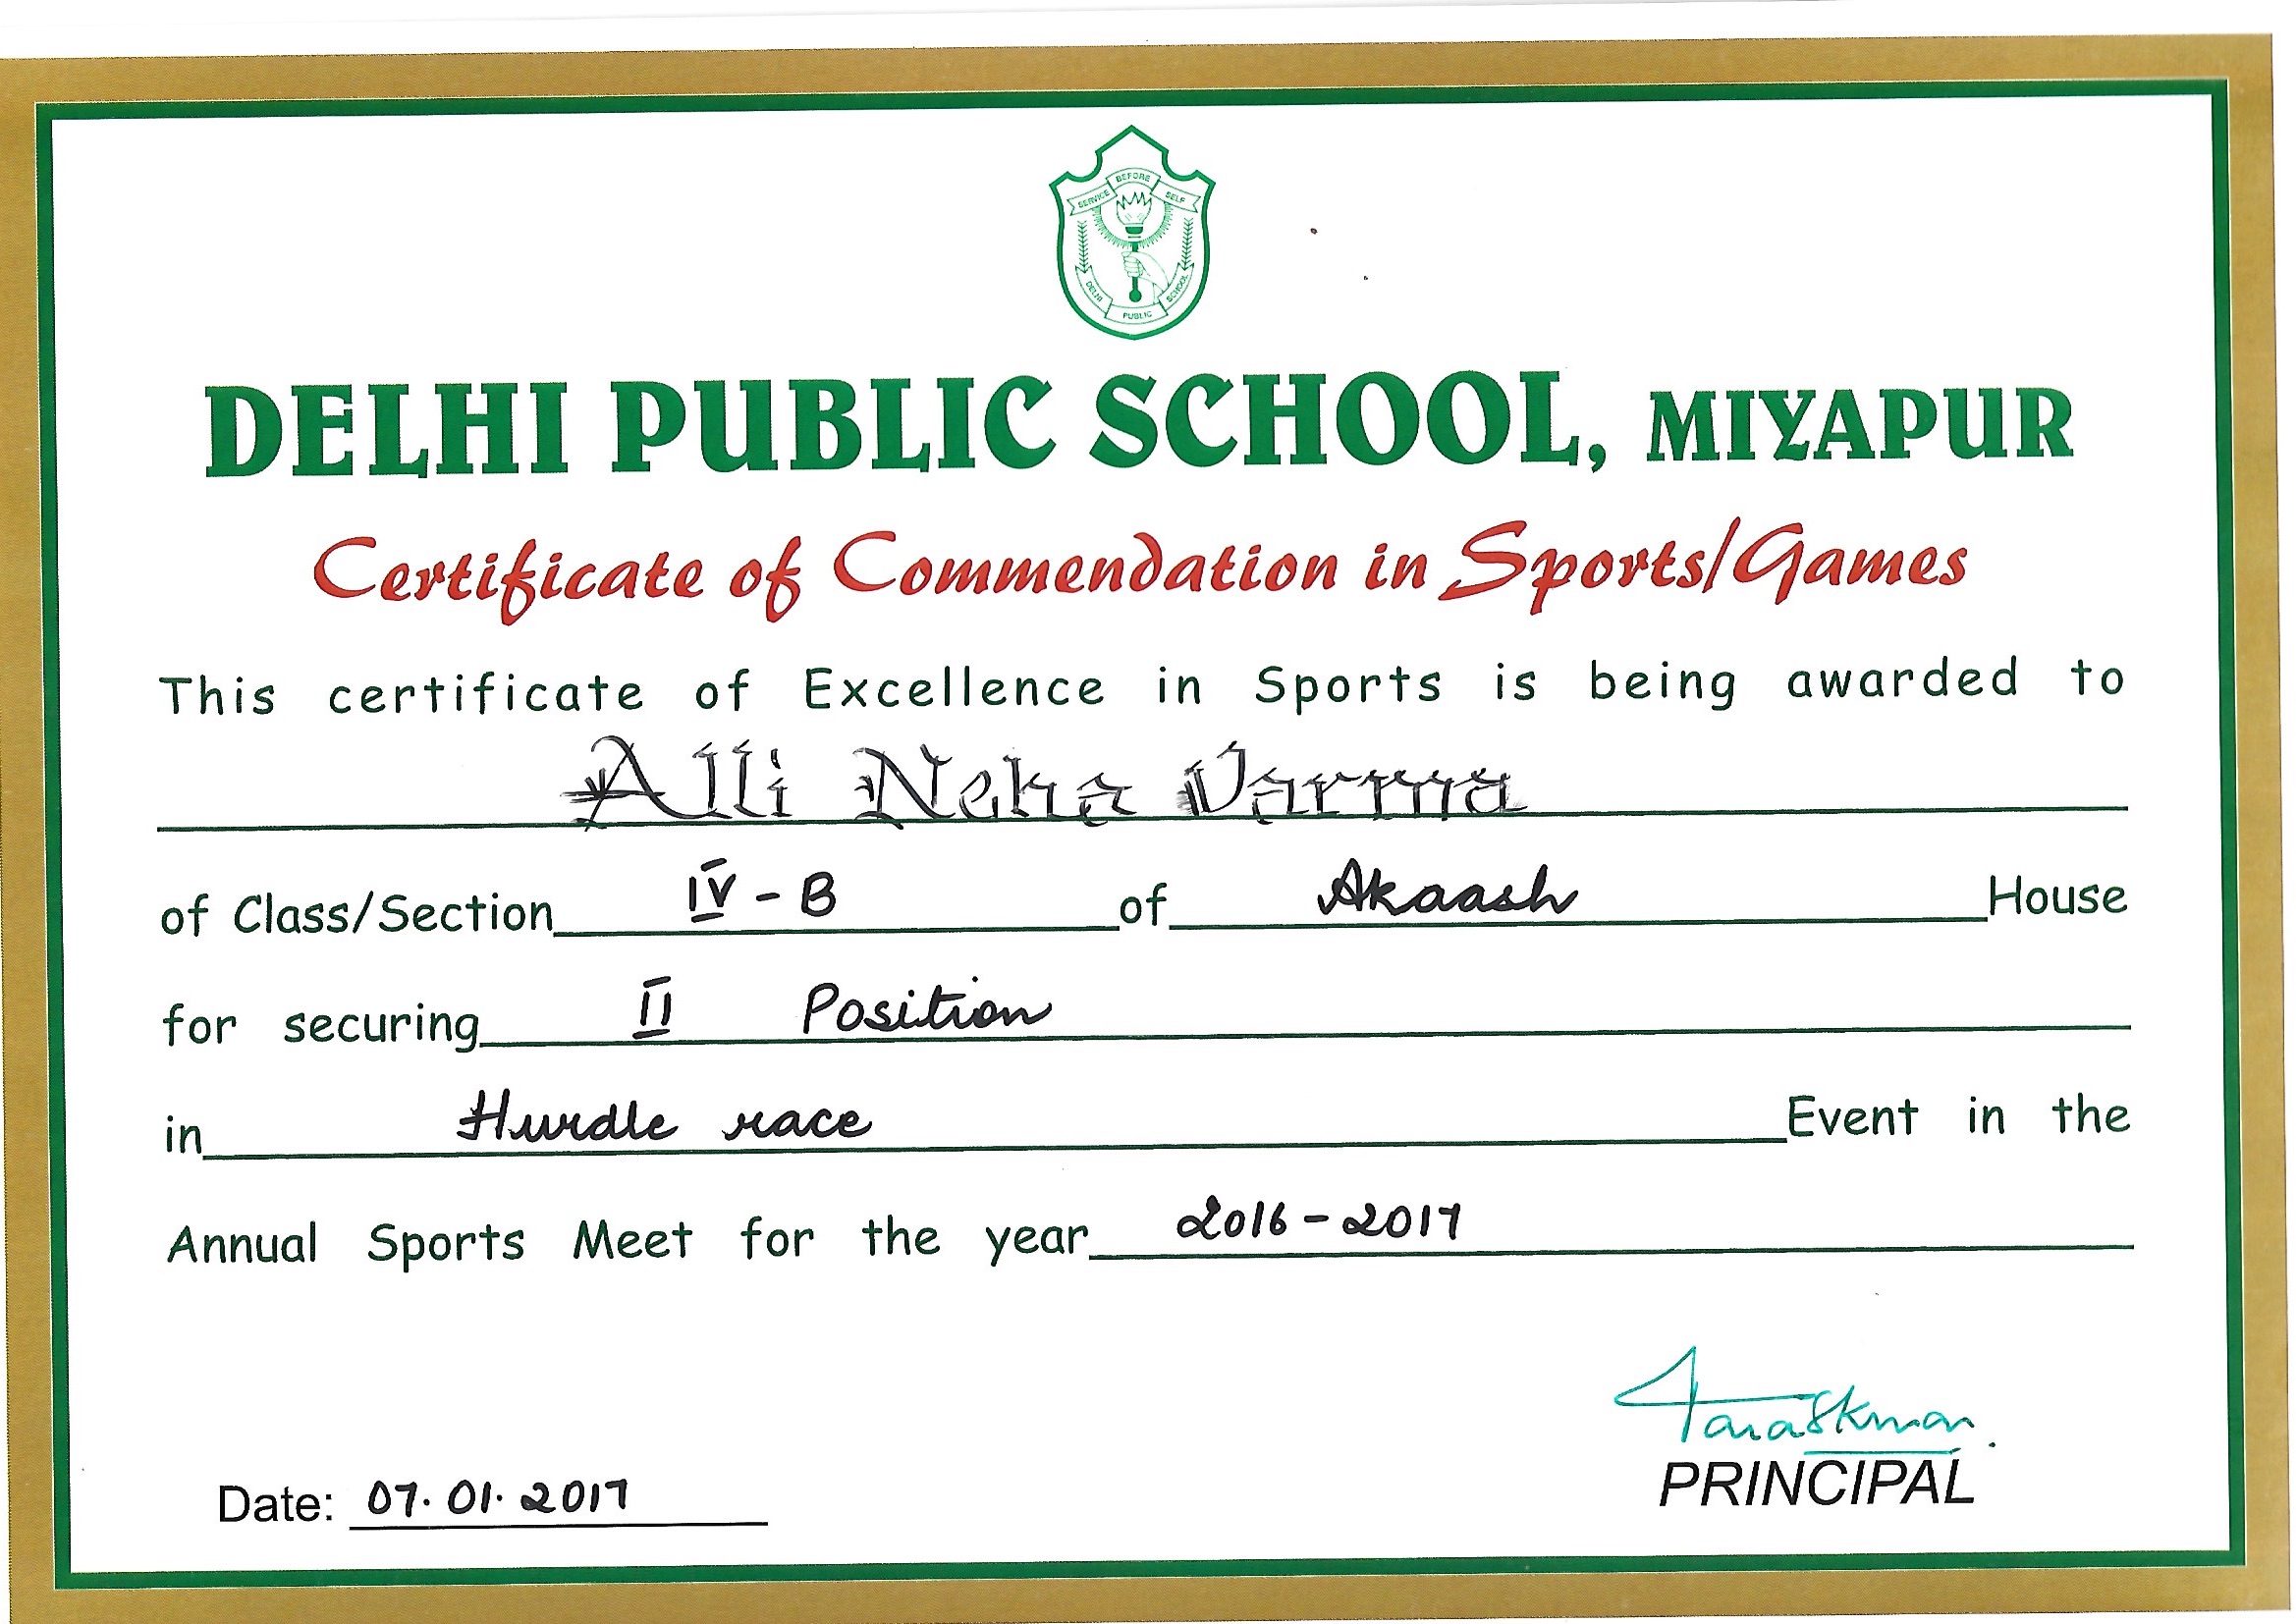 SERVICE BEFORE SELF
DELHI PUBLIC SCHOOL
DELHI PUBLIC SCHOOL, MIYAPUR
Certificate of Commendation in Sports/Games
This certificate of Excellence in Sports is being awarded to
Alli Neha Varma
of Class/Section IV - B of Akaash House
for securing II Position
in Hurdle race Event in the
Annual Sports Meet for the year 2016 - 2017
Date: 07.01.2017
PRINCIPAL